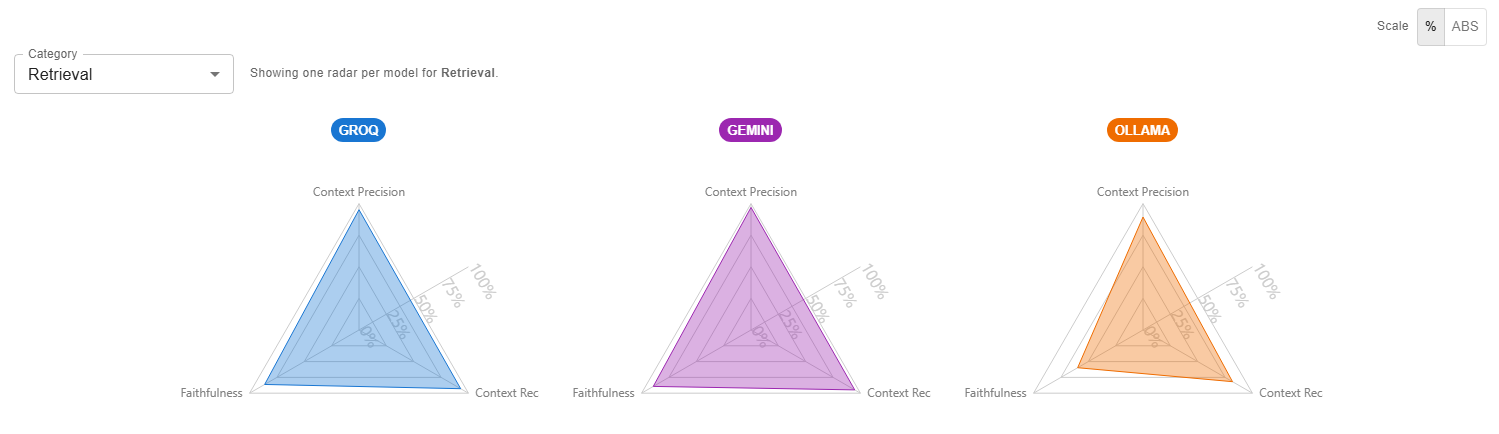 Scale % ABS
Category
Retrieval
Showing one radar per model for Retrieval.
GROQ
GEMINI
OLLAMA
Context Precision
100%
75%
50%
25%
0%
Faithfulness
Context Rec
Context Precision
100%
75%
50%
25%
0%
Faithfulness
Context Rec
Context Precision
100%
75%
50%
25%
0%
Faithfulness
Context Rec